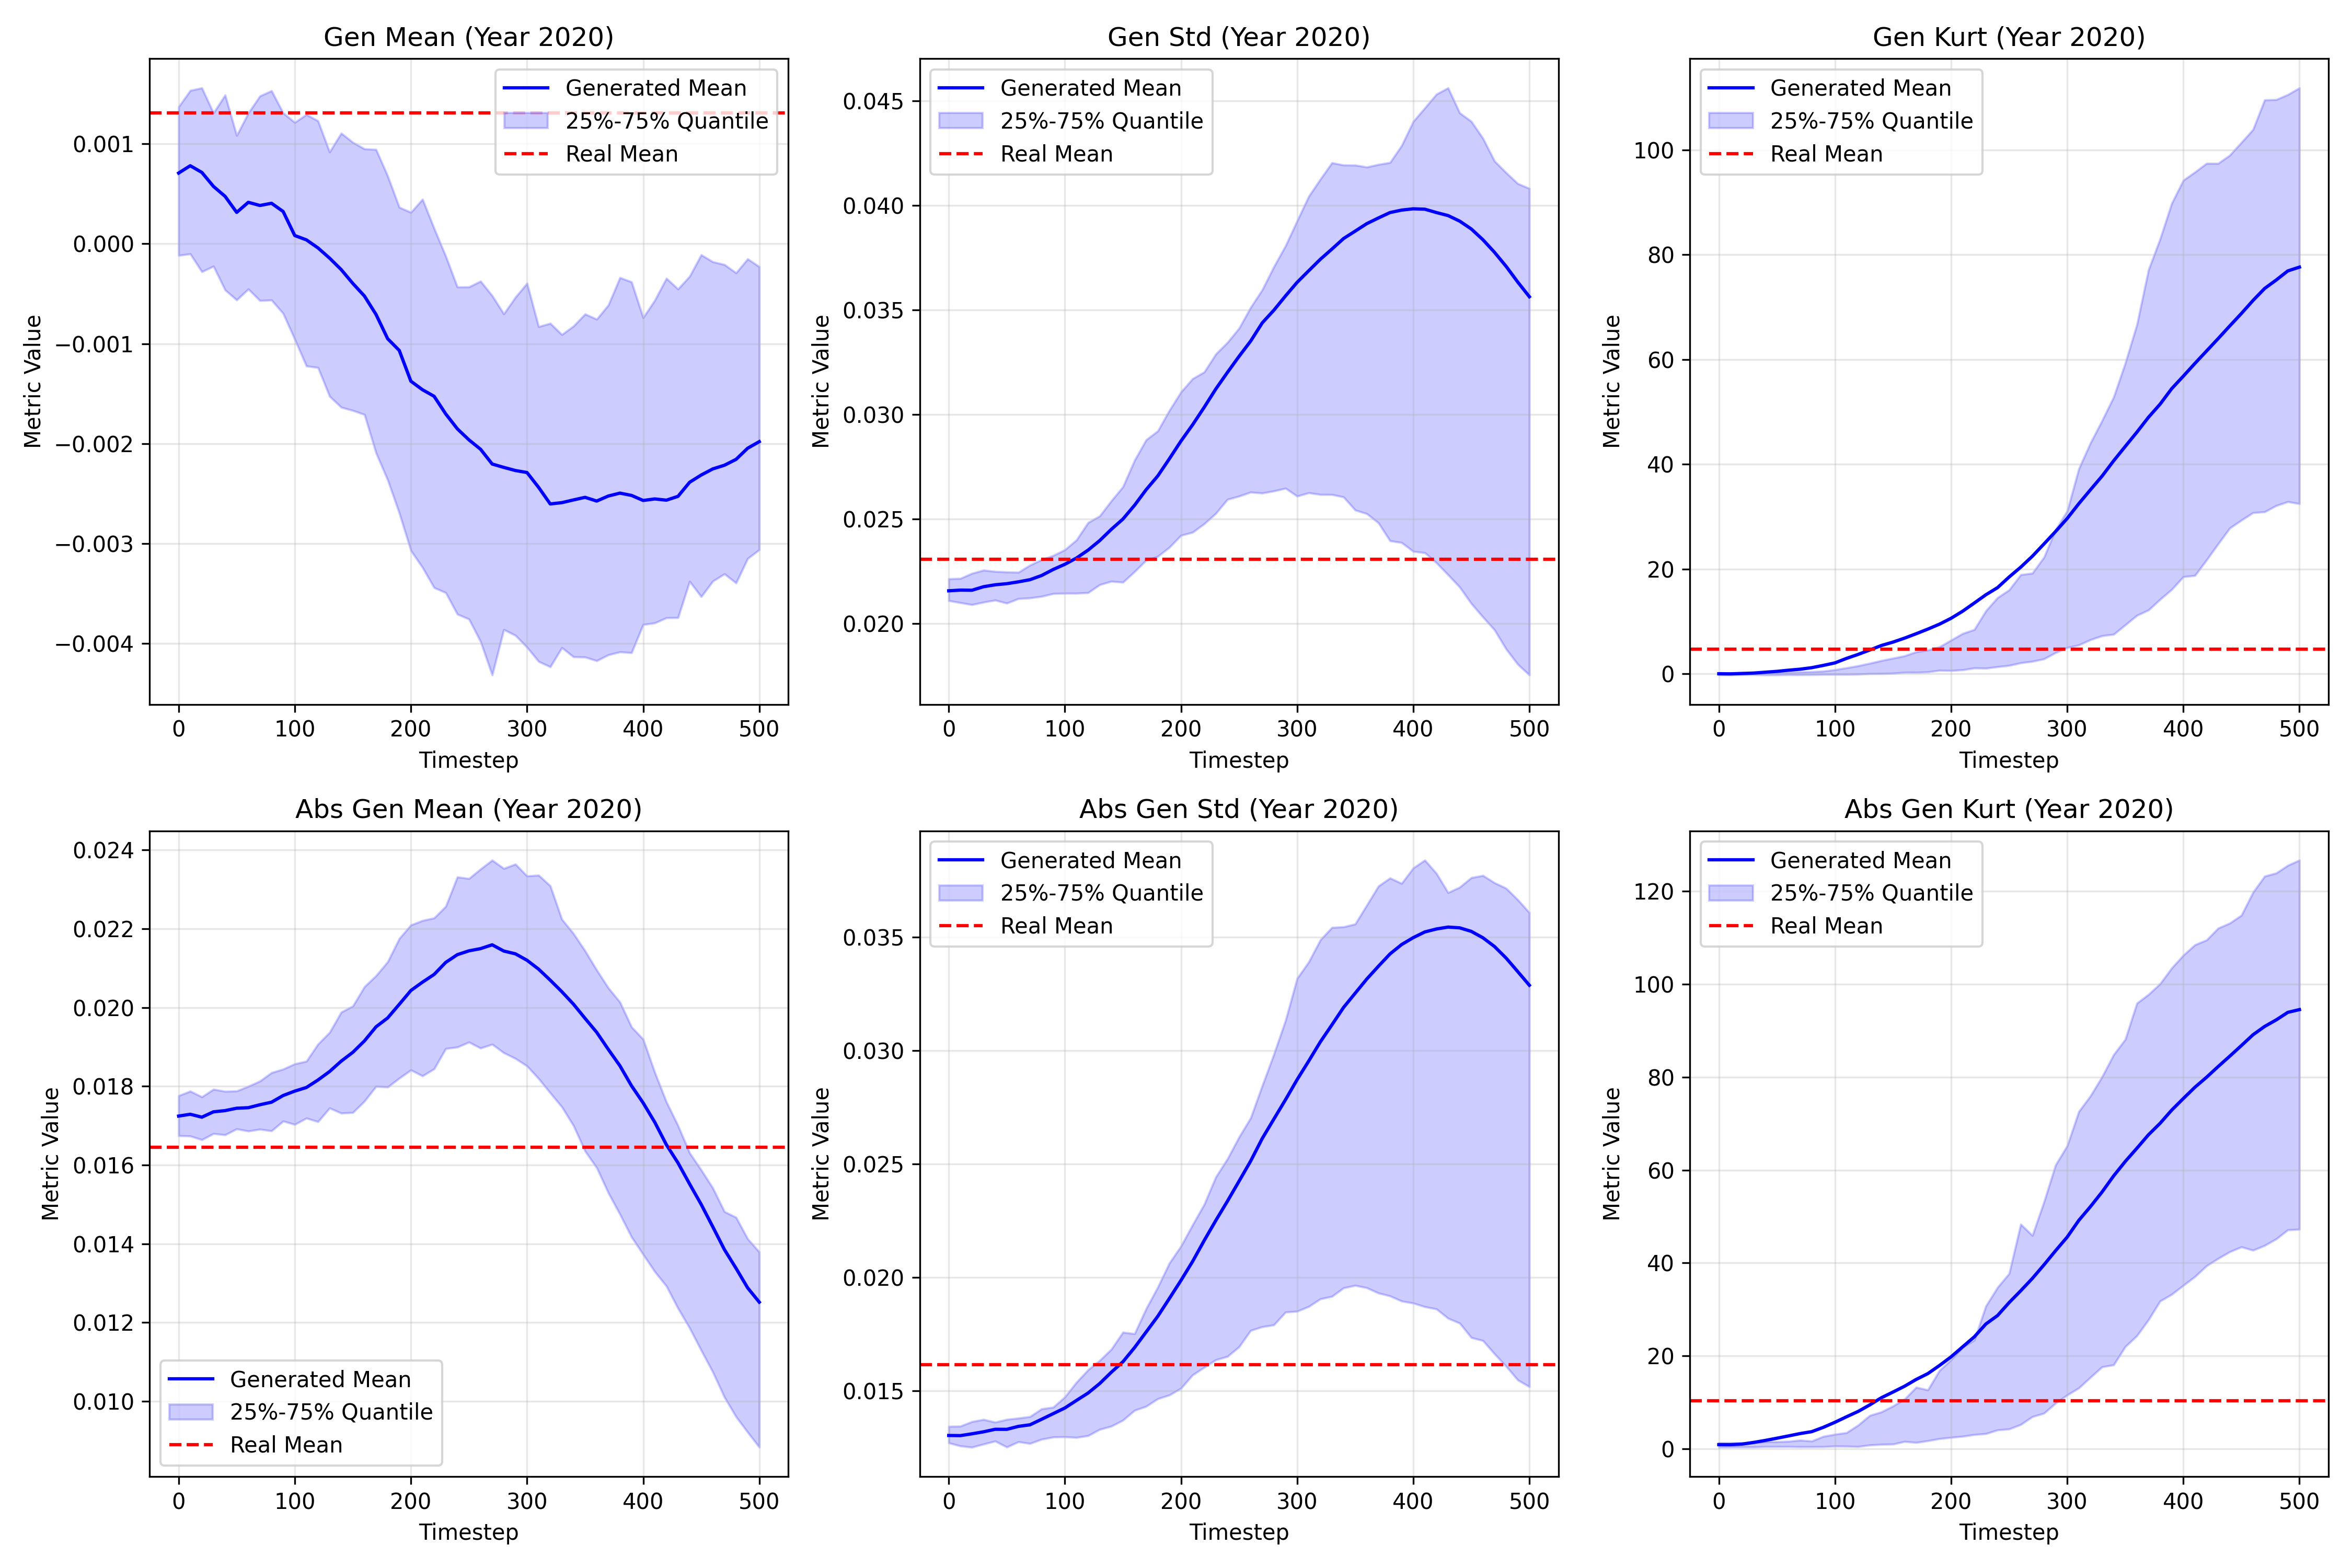 Gen Mean (Year 2020)
Metric Value
0.001
0.000
−0.001
−0.002
−0.003
−0.004
Generated Mean
25%-75% Quantile
Real Mean
0 100 200 300 400 500
Timestep
Gen Std (Year 2020)
Metric Value
0.045
0.040
0.035
0.030
0.025
0.020
Generated Mean
25%-75% Quantile
Real Mean
0 100 200 300 400 500
Timestep
Gen Kurt (Year 2020)
Metric Value
100
80
60
40
20
0
Generated Mean
25%-75% Quantile
Real Mean
0 100 200 300 400 500
Timestep
Abs Gen Mean (Year 2020)
Metric Value
0.024
0.022
0.020
0.018
0.016
0.014
0.012
0.010
Generated Mean
25%-75% Quantile
Real Mean
0 100 200 300 400 500
Timestep
Abs Gen Std (Year 2020)
Metric Value
0.035
0.030
0.025
0.020
0.015
Generated Mean
25%-75% Quantile
Real Mean
0 100 200 300 400 500
Timestep
Abs Gen Kurt (Year 2020)
Metric Value
120
100
80
60
40
20
0
Generated Mean
25%-75% Quantile
Real Mean
0 100 200 300 400 500
Timestep